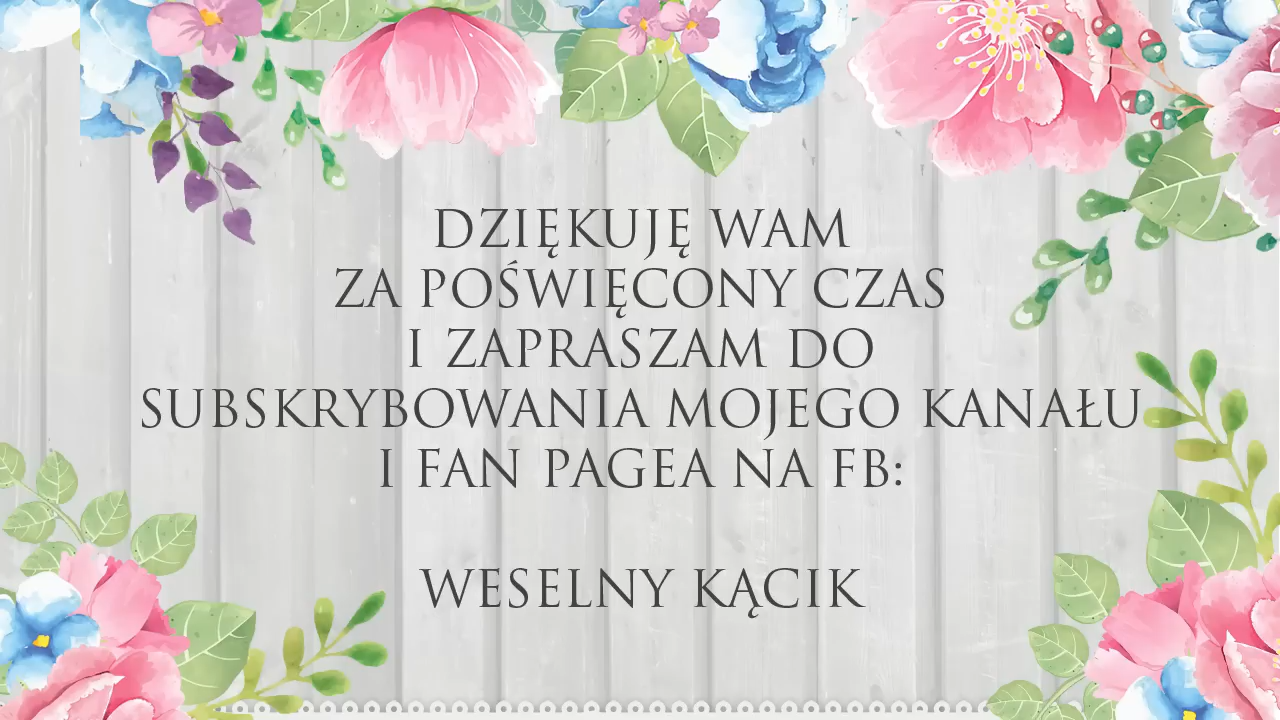 DZIĘKUJĘ WAM
ZA POŚWIĘCONY CZAS
I ZAPRASZAM DO
SUBSKRYBOWANIA MOJEGO KANAŁU
I FAN PAGEA NA FB:
WESELNY KĄCIK